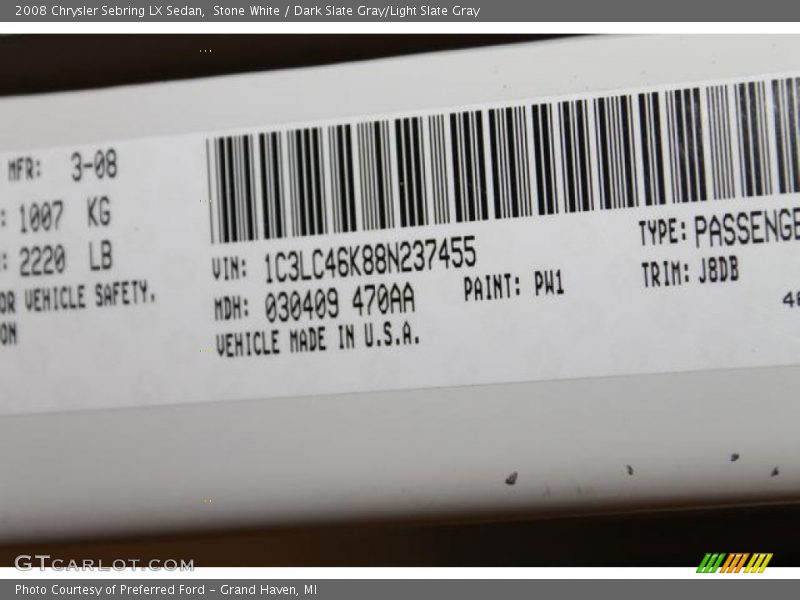 2008 Chrysler Sebring LX Sedan,  Stone White / Dark Slate Gray/Light Slate Gray
MFR: 3-08
: 1007 KG
: 2220 LB
OR VEHICLE SAFETY.
ON
VIN: 1C3LC46K88N237455
MDH: 030409 470AA
VEHICLE MADE IN U.S.A.
PAINT: PW1
TYPE: PASSENGE
TRIM: J8DB
GTCARLOT.COM
Photo Courtesy of Preferred Ford - Grand Haven, MI